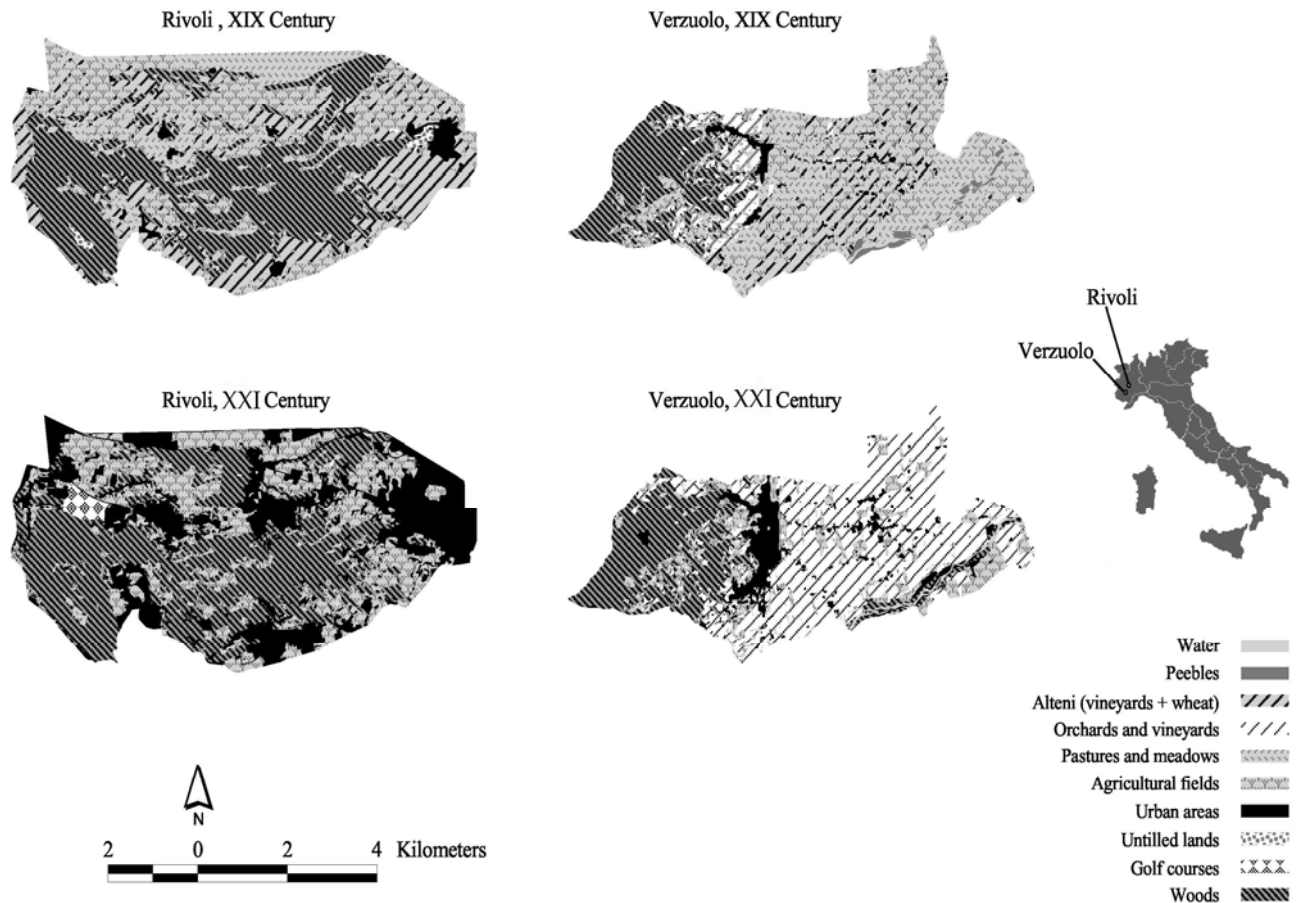 Rivoli , XIX Century
Verzuolo, XIX Century
Rivoli
Verzuolo
Rivoli, XXI Century
Verzuolo, XXI Century
Water
Peebles
Alteni (vineyards + wheat)
Orchards and vineyards
Pastures and meadows
Agricultural fields
Urban areas
Untilled lands
Golf courses
Woods
N
2 0 2 4 Kilometers